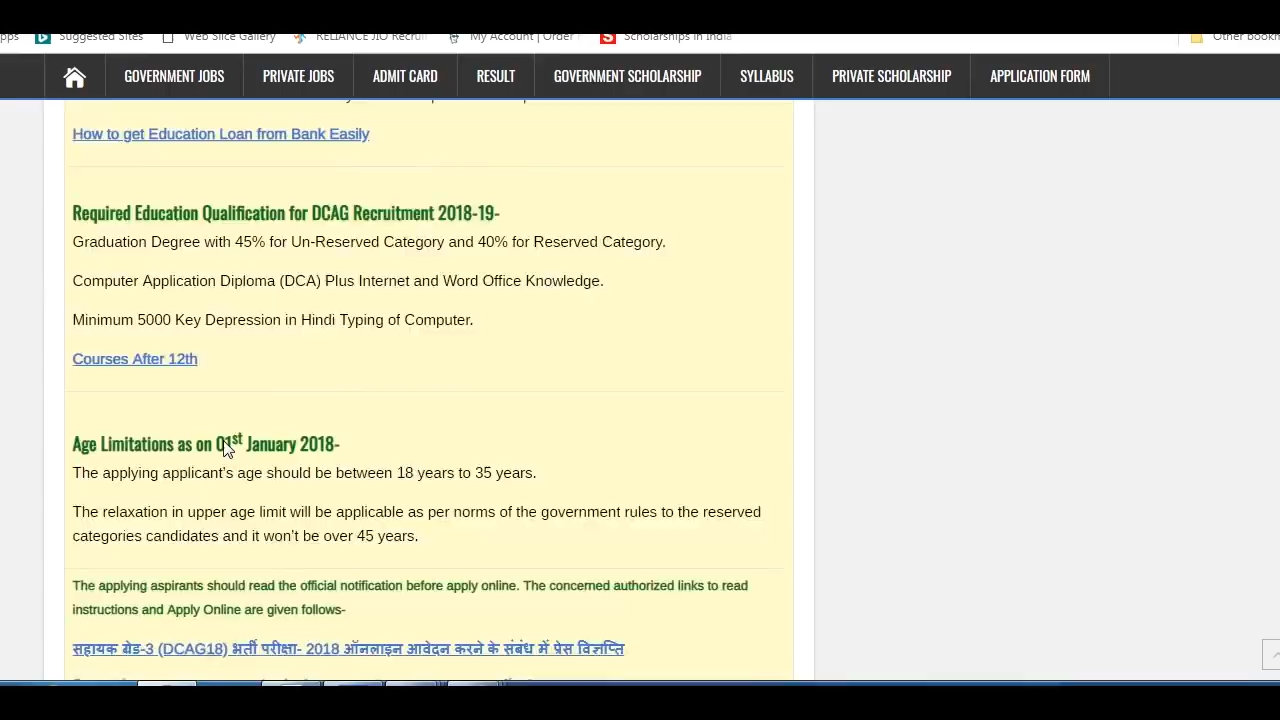 Suggested Sites Web Slice Gallery RELIANCE JIO Recrui My Account | Order Scholarships in India Other bookm
GOVERNMENT JOBS PRIVATE JOBS ADMIT CARD RESULT GOVERNMENT SCHOLARSHIP SYLLABUS PRIVATE SCHOLARSHIP APPLICATION FORM
How to get Education Loan from Bank Easily
Required Education Qualification for DCAG Recruitment 2018-19-
Graduation Degree with 45% for Un-Reserved Category and 40% for Reserved Category.
Computer Application Diploma (DCA) Plus Internet and Word Office Knowledge.
Minimum 5000 Key Depression in Hindi Typing of Computer.
Courses After 12th
Age Limitations as on 01st January 2018-
The applying applicant's age should be between 18 years to 35 years.
The relaxation in upper age limit will be applicable as per norms of the government rules to the reserved
categories candidates and it won't be over 45 years.
The applying aspirants should read the official notification before apply online. The concerned authorized links to read
instructions and Apply Online are given follows-
सहायक ग्रेड-3 (DCAG18) भर्ती परीक्षा- 2018 ऑनलाइन आवेदन करने के संबंध में प्रेस विज्ञप्ति